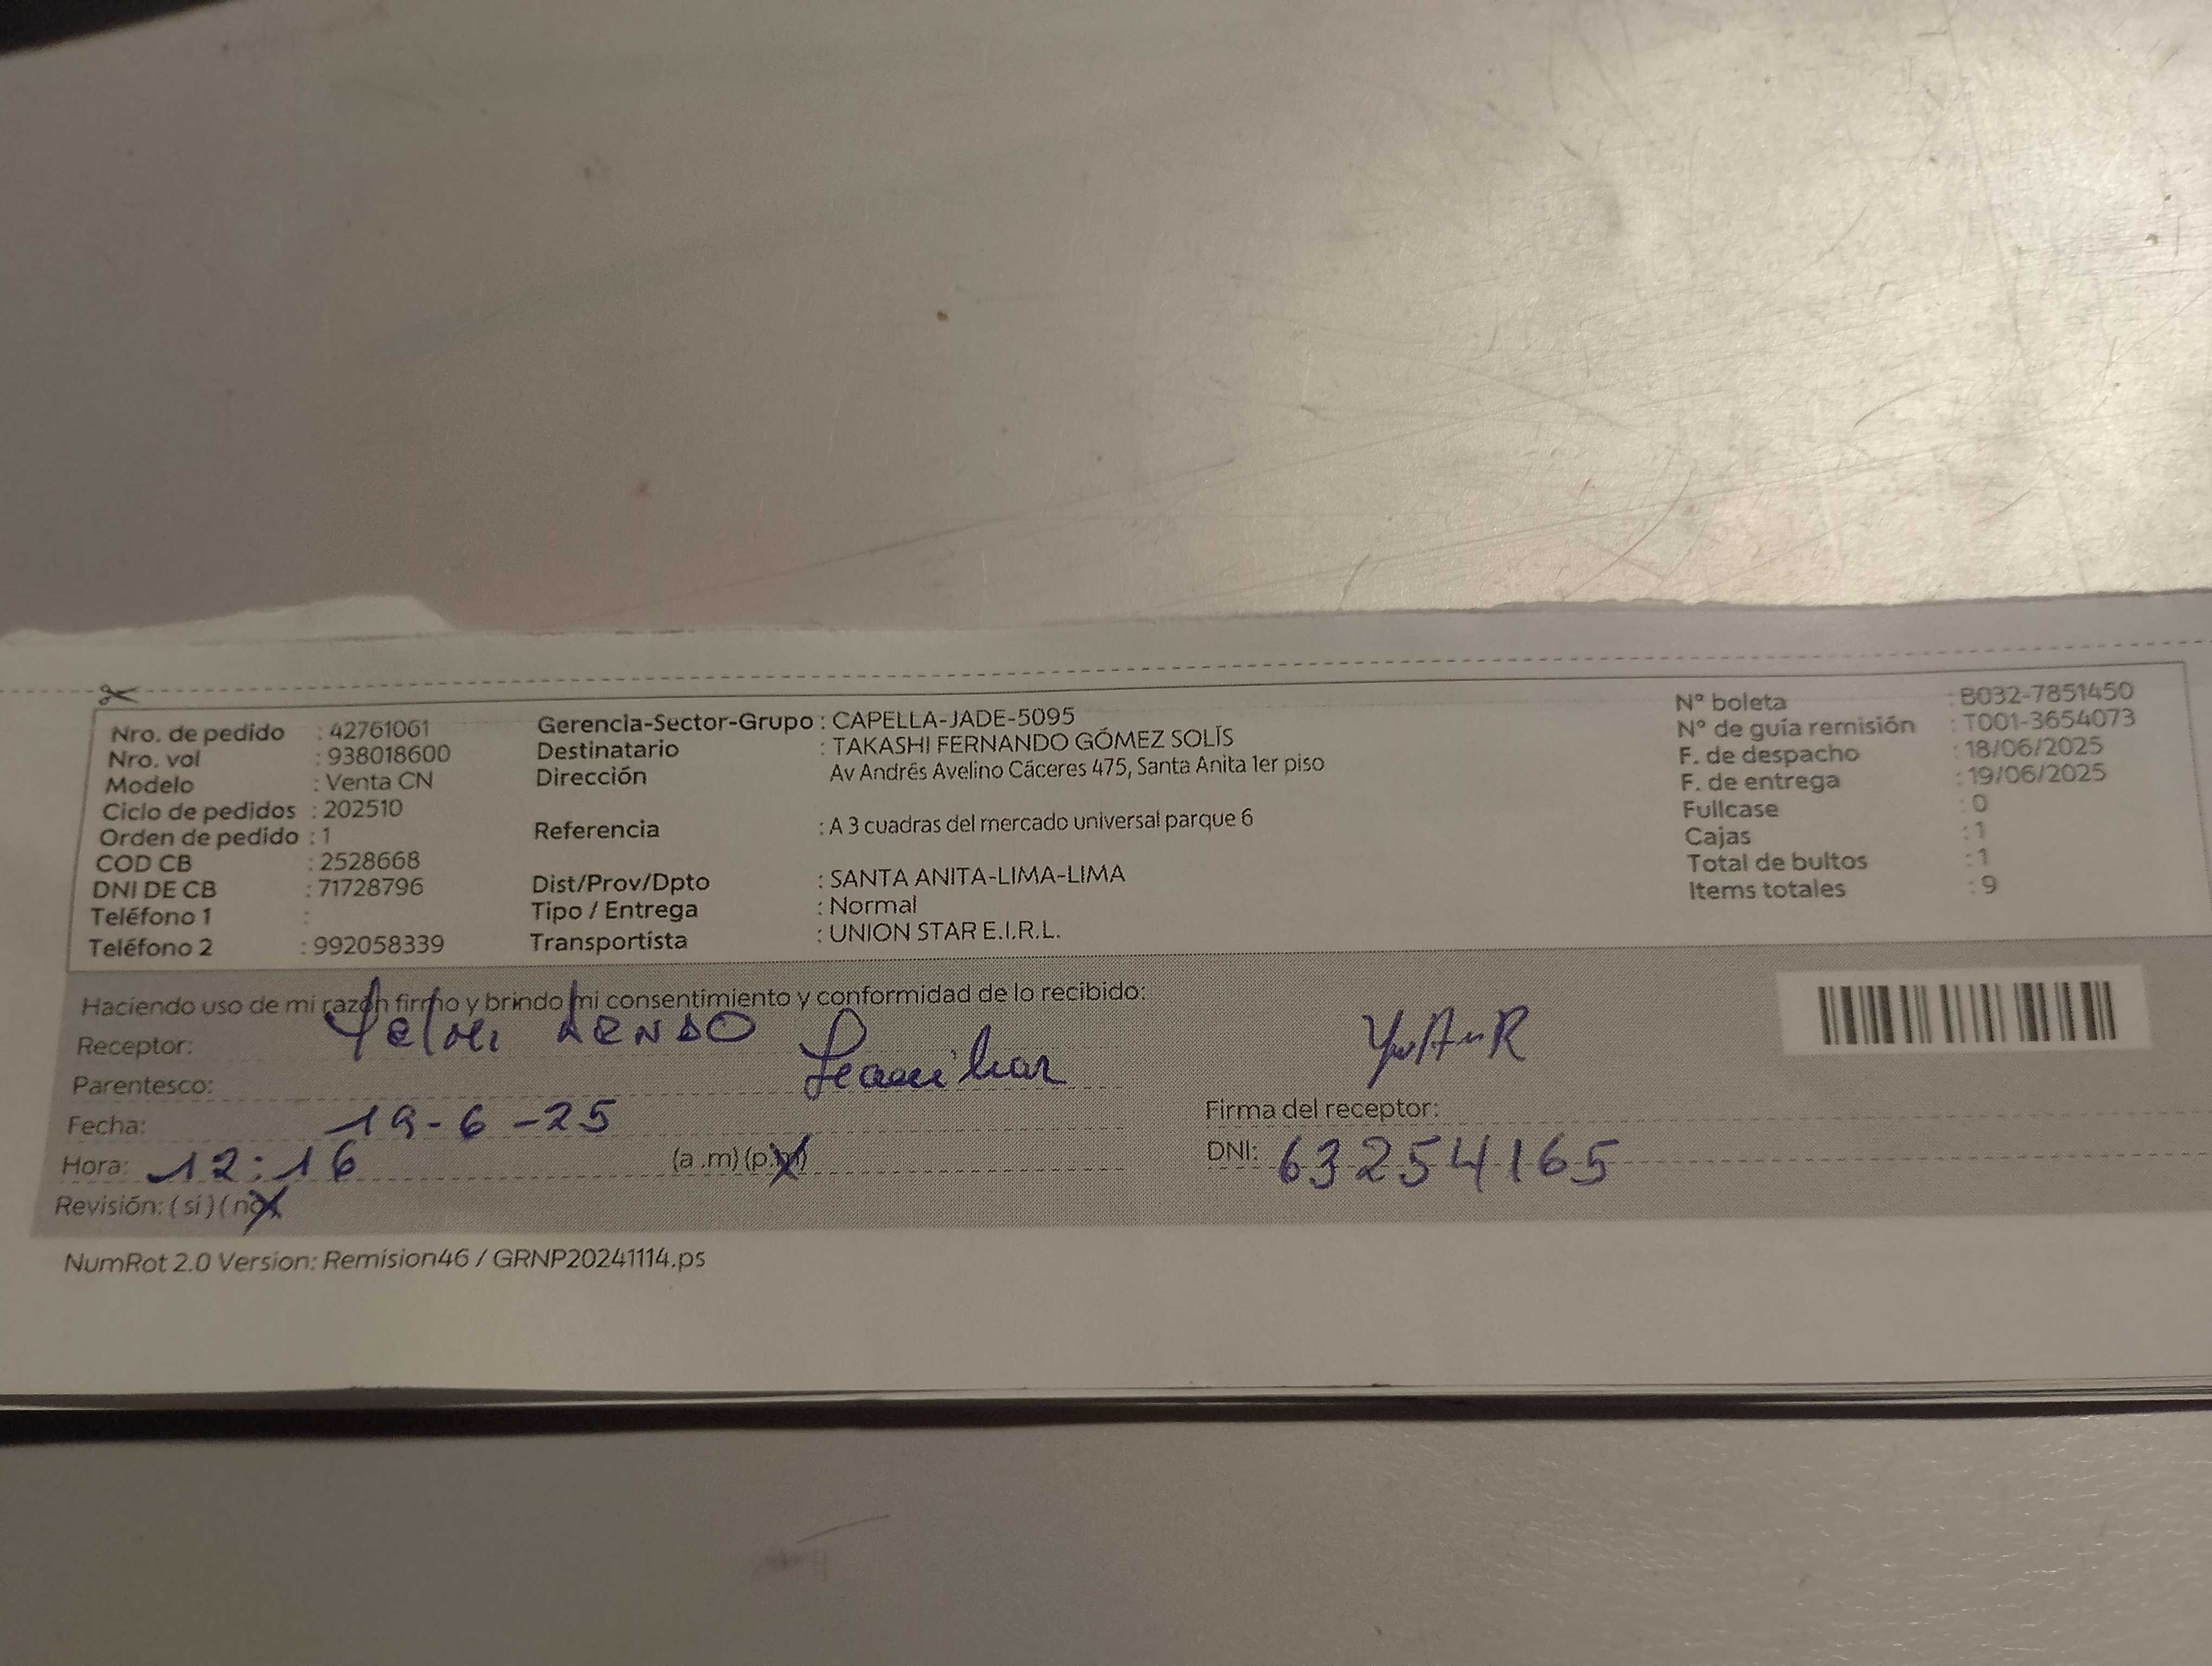 Nro. de pedido : 42761061
Nro. vol : 938018600
Modelo : Venta CN
Ciclo de pedidos : 202510
Orden de pedido : 1
COD CB : 2528668
DNI DE CB : 71728796
Teléfono 1 :
Teléfono 2 : 992058339
Gerencia-Sector-Grupo : CAPELLA-JADE-5095
Destinatario : TAKASHI FERNANDO GÓMEZ SOLÍS
Dirección Av Andrés Avelino Cáceres 475, Santa Anita 1er piso
Referencia : A 3 cuadras del mercado universal parque 6
Dist/Prov/Dpto : SANTA ANITA-LIMA-LIMA
Tipo / Entrega : Normal
Transportista : UNION STAR E.I.R.L.
N° boleta : B032-7851450
N° de guía remisión : T001-3654073
F. de despacho : 18/06/2025
F. de entrega : 19/06/2025
Fullcase : 0
Cajas : 1
Total de bultos : 1
Items totales : 9
Haciendo uso de mi razón firmo y brindo mi consentimiento y conformidad de lo recibido:
Receptor:
Parentesco: Familiar
Fecha: 19-6-25
Hora: 12:16 (a .m) (p.m)
Revisión: ( sí ) ( no )
Firma del receptor:
DNI: 63254165
NumRot 2.0 Version: Remision46 / GRNP20241114.ps